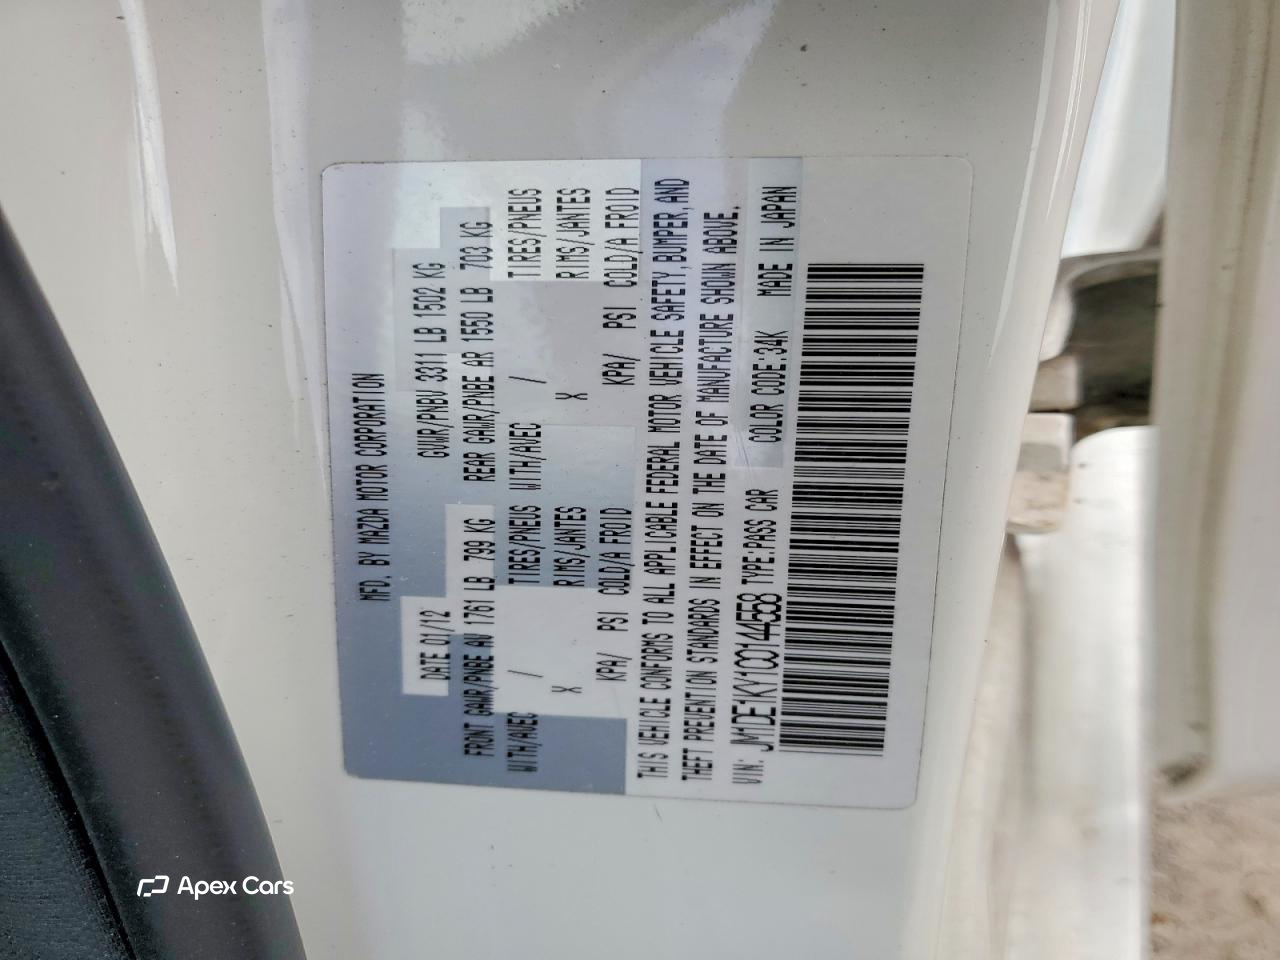 MFD. BY MAZDA MOTOR CORPORATION
DATE 01/12 GVWR/PNBV 3311 LB 1502 KG
FRONT GAWR/PNBE AV 1761 LB 799 KG REAR GAWR/PNBE AR 1550 LB 703 KG
WITH/AVEC / TIRES/PNEUS WITH/AVEC / TIRES/PNEUS
X RIMS/JANTES X RIMS/JANTES
KPA/ PSI COLD/A FROID KPA/ PSI COLD/A FROID
THIS VEHICLE CONFORMS TO ALL APPLICABLE FEDERAL MOTOR VEHICLE SAFETY, BUMPER, AND
THEFT PREVENTION STANDARDS IN EFFECT ON THE DATE OF MANUFACTURE SHOWN ABOVE.
VIN: JM1DE1KY1C0144558 TYPE:PASS CAR COLOR CODE:34K MADE IN JAPAN
Apex Cars